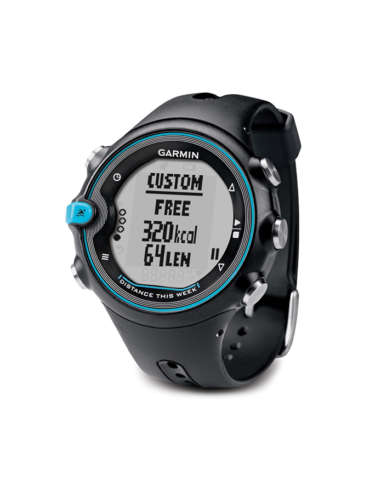 GARMIN
CUSTOM
FREE
320kcal
64LEN
DISTANCE THIS WEEK